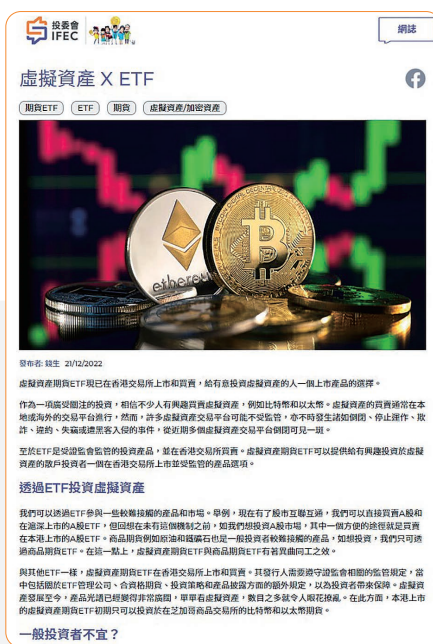 投委會
IFEC
網誌
虛擬資產 X ETF
期貨ETF ETF 期貨 虛擬資產/加密資產
ethereum
發布者: 錢生 21/12/2022
虛擬資產期貨ETF現已在香港交易所上市和買賣，給有意投資虛擬資產的人一個上市產品的選擇。
作為一項廣受關注的投資，相信不少人有興趣買賣虛擬資產，例如比特幣和以太幣。虛擬資產的買賣通常在本
地或海外的交易平台進行，然而，許多虛擬資產交易平台可能不受監管，亦不時發生諸如倒閉、停止運作、欺
詐、違約、失竊或遭黑客入侵的事件，從近期多個虛擬資產交易平台倒閉可見一斑。
至於ETF是受證監會監管的投資產品，並在香港交易所買賣。虛擬資產期貨ETF可以提供給有興趣投資於虛擬
資產的散戶投資者一個在香港交易所上市並受監管的產品選項。
透過ETF投資虛擬資產
我們可以透過ETF參與一些較難接觸的產品和市場。舉例，現在有了股市互聯互通，我們可以直接買賣A股和
在滬深上市的A股ETF，但回想在未有這個機制之前，如我們想投資A股市場，其中一個方便的途徑就是買賣
在本港上市的A股ETF。商品期貨例如原油和鐵礦石也是一般投資者較難接觸的產品，如想投資，我們只可透
過商品期貨ETF。在這一點上，虛擬資產期貨ETF與商品期貨ETF有著異曲同工之效。
與其他ETF一樣，虛擬資產期貨ETF在香港交易所上市和買賣。其發行人需要遵守證監會相關的監管規定，當
中包括關於ETF管理公司、合資格期貨、投資策略和產品披露方面的額外規定，以為投資者帶來保障。虛擬資
產發展至今，產品光譜已經變得非常廣闊，單單看虛擬資產，數目之多就令人眼花撩亂。在此方面，本港上市
的虛擬資產期貨ETF初期只可以投資於在芝加哥商品交易所的比特幣和以太幣期貨。
一般投資者不宜？